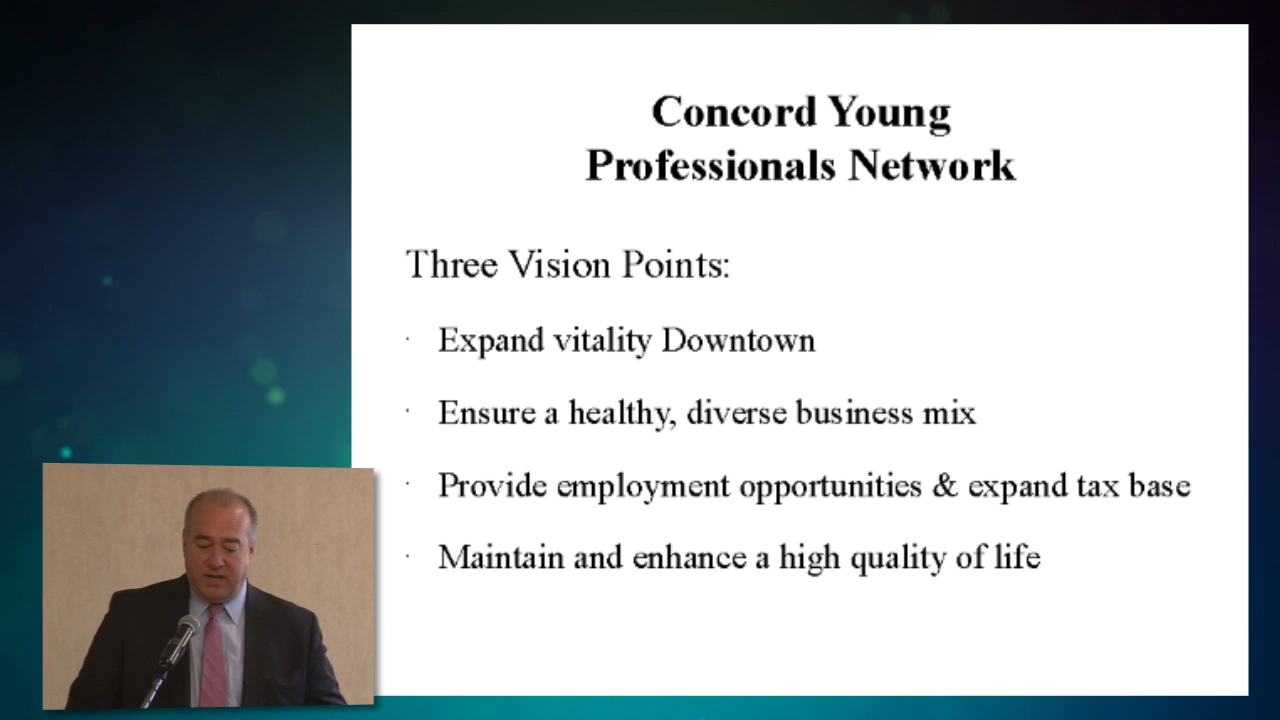 Concord Young
Professionals Network
Three Vision Points:
· Expand vitality Downtown
· Ensure a healthy, diverse business mix
· Provide employment opportunities & expand tax base
· Maintain and enhance a high quality of life